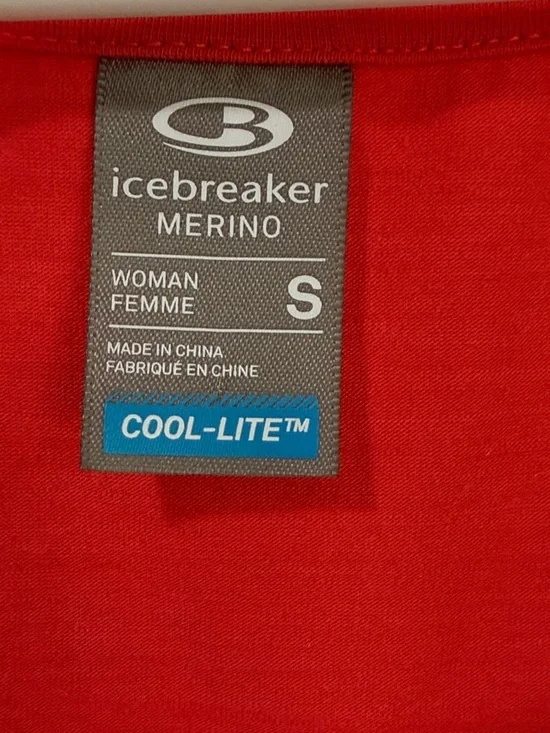 icebreaker
MERINO
WOMAN
FEMME
S
MADE IN CHINA
FABRIQUÉ EN CHINE
COOL-LITE™